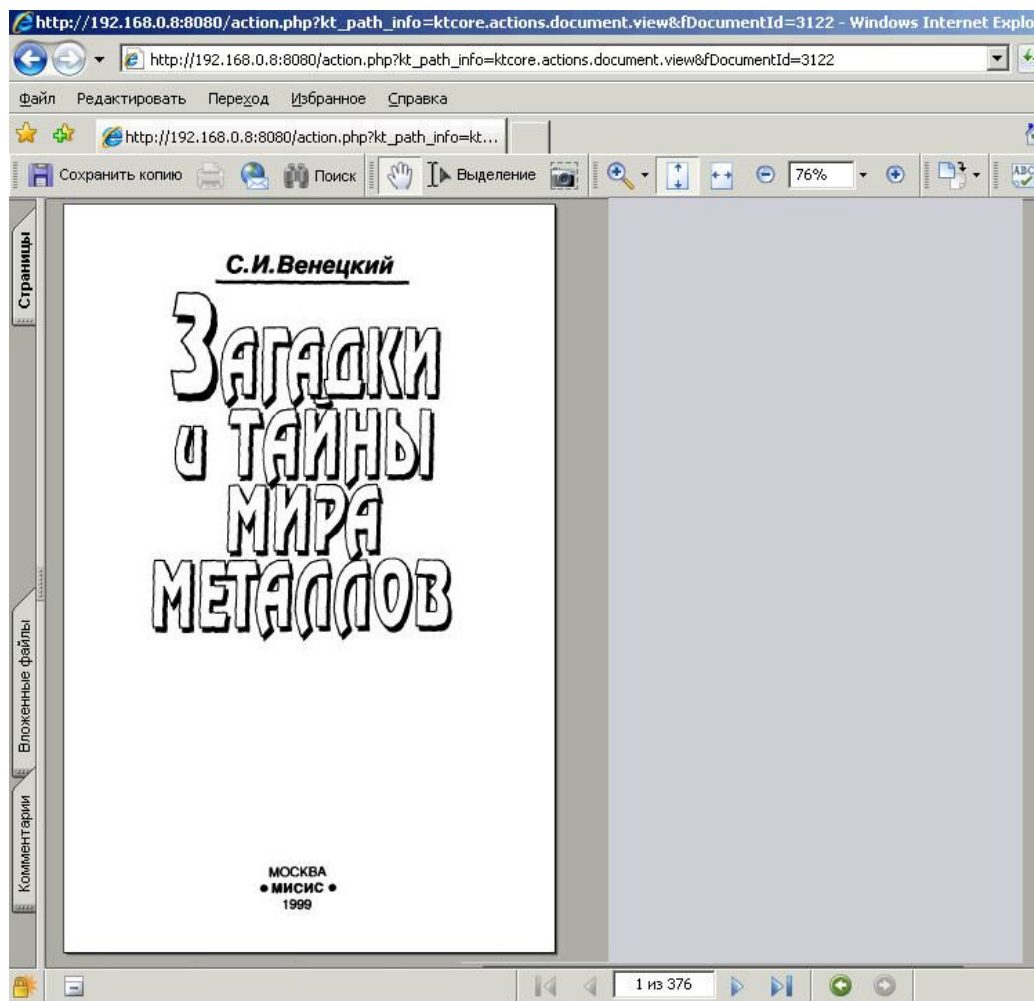 http://192.168.0.8:8080/action.php?kt_path_info=ktcore.actions.document.view&fDocumentId=3122 - Windows Internet Explo
http://192.168.0.8:8080/action.php?kt_path_info=ktcore.actions.document.view&fDocumentId=3122
Файл Редактировать Переход Избранное Справка
http://192.168.0.8:8080/action.php?kt_path_info=kt...
Сохранить копию Поиск Выделение 76% ABC
Страницы
С.И.Венецкий
ЗАГАДКИ
и ТАЙНЫ
МИРА
МЕТАЛЛОВ
Вложенные файлы
Комментарии
МОСКВА
• МИСИС •
1999
1 из 376